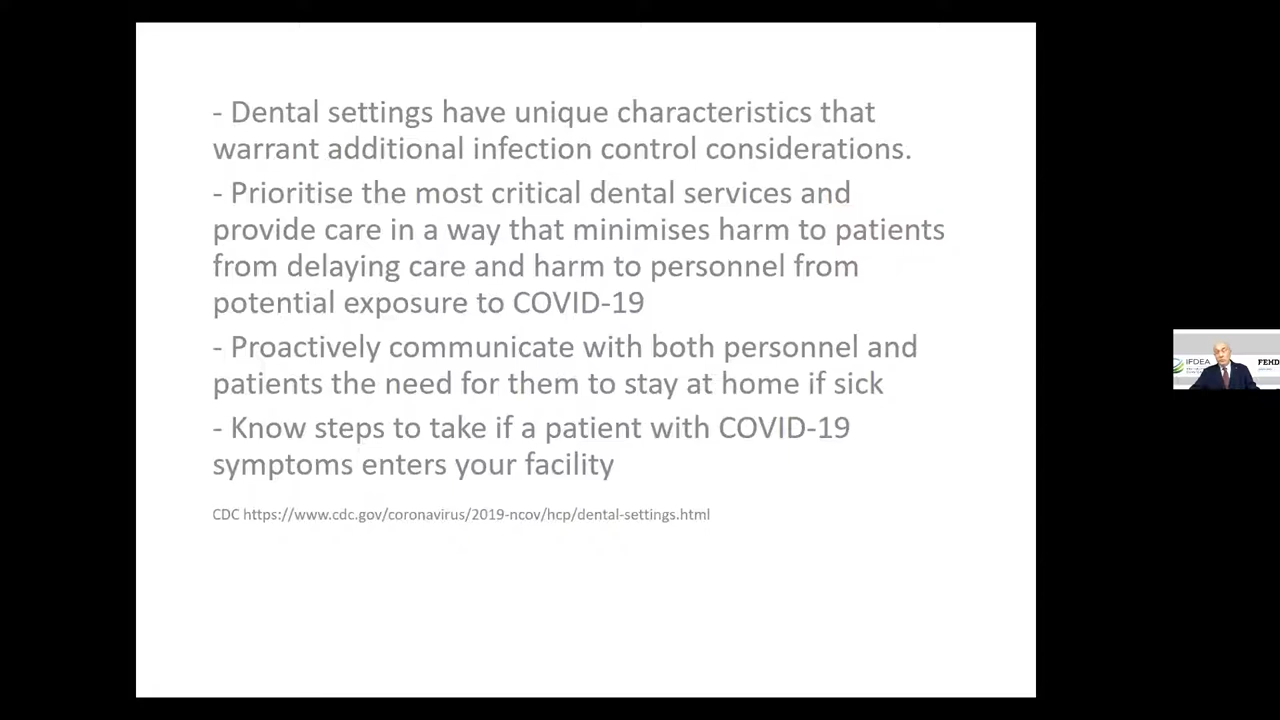 - Dental settings have unique characteristics that
warrant additional infection control considerations.
- Prioritise the most critical dental services and
provide care in a way that minimises harm to patients
from delaying care and harm to personnel from
potential exposure to COVID-19
- Proactively communicate with both personnel and
patients the need for them to stay at home if sick
- Know steps to take if a patient with COVID-19
symptoms enters your facility
CDC https://www.cdc.gov/coronavirus/2019-ncov/hcp/dental-settings.html
IFDEA
FEHD